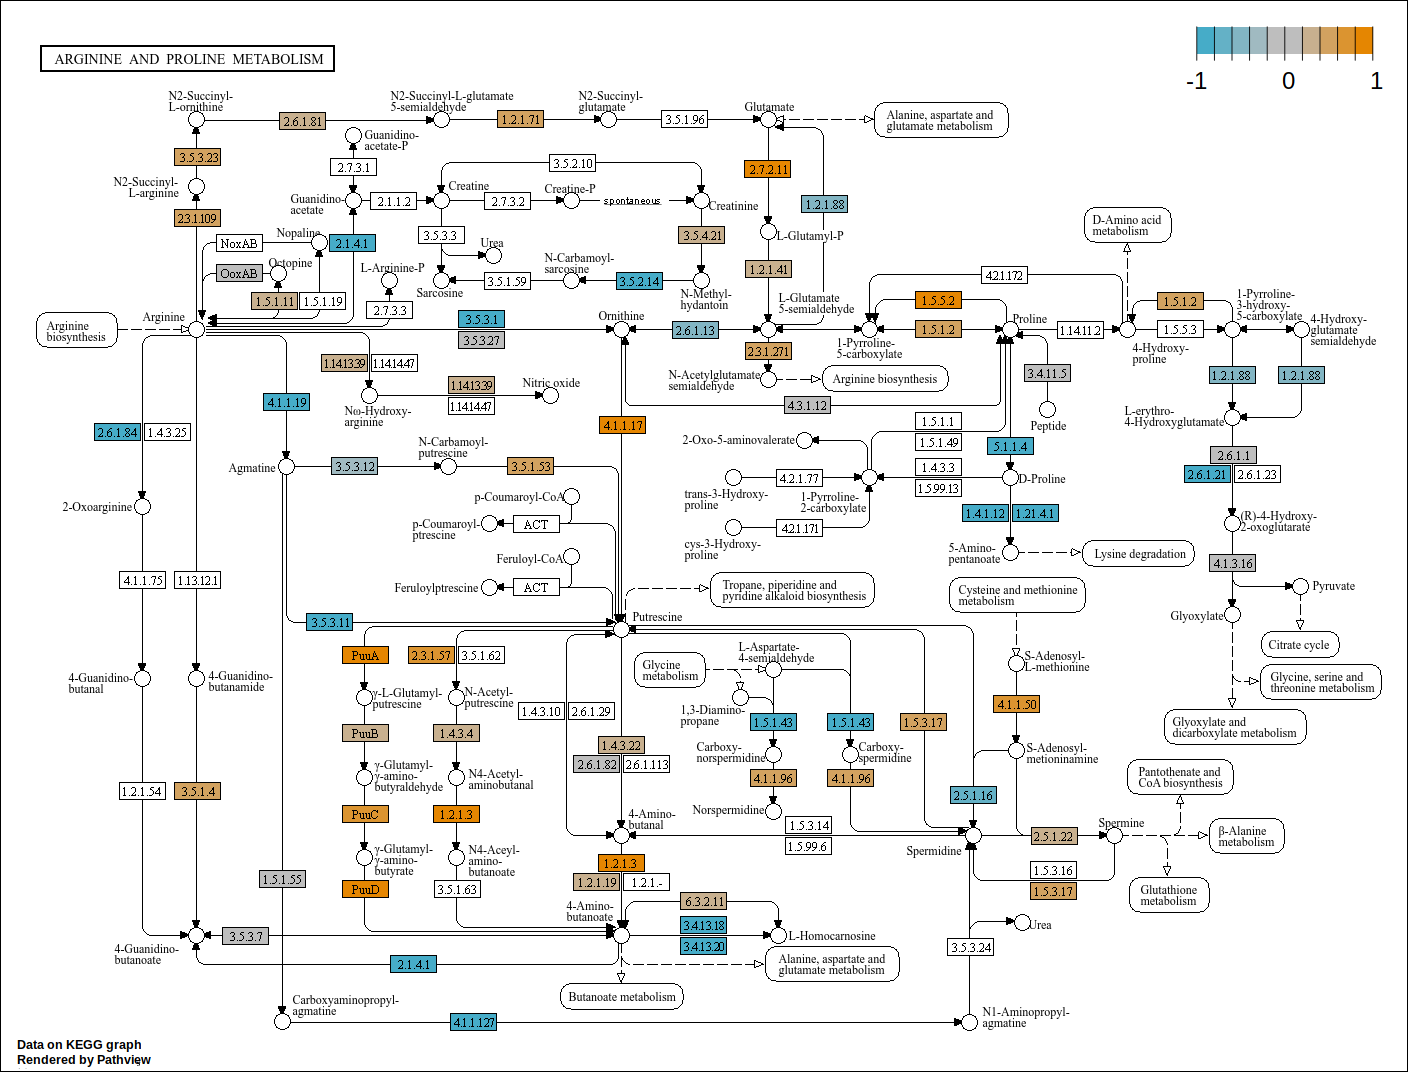 ARGININE AND PROLINE METABOLISM
-1
0
1
N2-Succinyl-
L-ornithine
2.6.1.81
N2-Succinyl-L-glutamate
5-semialdehyde
1.2.1.71
N2-Succinyl-
glutamate
3.5.1.96
Glutamate
Alanine, aspartate and
glutamate metabolism
Guanidino-
acetate-P
3.5.3.23
2.7.3.1
3.5.2.10
2.7.2.11
N2-Succinyl-
L-arginine
Guanidino-
acetate
2.1.1.2
Creatine
2.7.3.2
Creatine-P
spontaneous
Creatinine
1.2.1.88
2.3.1.109
Nopaline
NoxAB
2.1.4.1
3.5.3.3
Urea
3.5.4.21
L-Glutamyl-P
D-Amino acid
metabolism
OoxAB
Octopine
L-Arginine-P
Sarcosine
3.5.1.59
N-Carbamoyl-
sarcosine
3.5.2.14
N-Methyl-
hydantoin
1.2.1.41
4.2.1.172
1.5.1.11
1.5.1.19
2.7.3.3
L-Glutamate
5-semialdehyde
1.5.5.2
1.5.1.2
1-Pyrroline-
3-hydroxy-
5-carboxylate
4-Hydroxy-
glutamate
semialdehyde
Arginine
biosynthesis
Arginine
3.5.3.1
3.5.3.27
Ornithine
2.6.1.13
1.5.1.2
1-Pyrroline-
5-carboxylate
Proline
1.14.11.2
4-Hydroxy-
proline
1.5.5.3
2.3.1.271
1.14.13.39
1.14.14.47
N-Acetylglutamate
semialdehyde
Arginine biosynthesis
3.4.11.5
1.2.1.88
1.2.1.88
1.14.13.39
1.14.14.47
Nitric oxide
4.1.1.19
Nω-Hydroxy-
arginine
4.3.1.12
Peptide
L-erythro-
4-Hydroxyglutamate
2.6.1.84
1.4.3.25
4.1.1.17
2-Oxo-5-aminovalerate
1.5.1.1
1.5.1.49
5.1.1.4
2.6.1.1
2.6.1.21
2.6.1.23
Agmatine
3.5.3.12
N-Carbamoyl-
putrescine
3.5.1.53
1.4.3.3
1.5.99.13
D-Proline
trans-3-Hydroxy-
proline
4.2.1.77
1-Pyrroline-
2-carboxylate
2-Oxoarginine
p-Coumaroyl-CoA
p-Coumaroyl-
ptrescine
ACT
1.4.1.12
1.21.4.1
(R)-4-Hydroxy-
2-oxoglutarate
4.2.1.171
cys-3-Hydroxy-
proline
5-Amino-
pentanoate
Lysine degradation
Feruloyl-CoA
Feruloylptrescine
ACT
4.1.3.16
4.1.1.75
1.13.12.1
Tropane, piperidine and
pyridine alkaloid biosynthesis
Cysteine and methionine
metabolism
Pyruvate
Glyoxylate
3.5.3.11
Putrescine
Citrate cycle
PuuA
2.3.1.57
3.5.1.62
Glycine
metabolism
L-Aspartate-
4-semialdehyde
S-Adenosyl-
L-methionine
4-Guanidino-
butanal
4-Guanidino-
butanamide
Glycine, serine and
threonine metabolism
γ-L-Glutamyl-
putrescine
N-Acetyl-
putrescine
1.4.3.10
2.6.1.29
1,3-Diamino-
propane
4.1.1.50
1.5.1.43
1.5.1.43
1.5.3.17
Glyoxylate and
dicarboxylate metabolism
PuuB
1.4.3.4
1.4.3.22
2.6.1.82
2.6.1.113
Carboxy-
norspermidine
Carboxy-
spermidine
S-Adenosyl-
metioninamine
γ-Glutamyl-
γ-amino-
butyraldehyde
N4-Acetyl-
aminobutanal
4.1.1.96
4.1.1.96
Pantothenate and
CoA biosynthesis
1.2.1.54
3.5.1.4
2.5.1.16
PuuC
1.2.1.3
4-Amino-
butanal
Norspermidine
1.5.3.14
1.5.99.6
Spermidine
2.5.1.22
Spermine
β-Alanine
metabolism
γ-Glutamyl-
γ-amino-
butyrate
N4-Aceyl-
amino-
butanoate
1.2.1.3
1.2.1.19
1.2.1.-
1.5.3.16
1.5.3.17
Glutathione
metabolism
1.5.1.55
PuuD
3.5.1.63
6.3.2.11
4-Amino-
butanoate
3.4.13.18
3.4.13.20
L-Homocarnosine
Urea
3.5.3.24
3.5.3.7
4-Guanidino-
butanoate
2.1.4.1
Alanine, aspartate and
glutamate metabolism
Butanoate metabolism
Carboxyaminopropyl-
agmatine
4.1.1.127
N1-Aminopropyl-
agmatine
Data on KEGG graph
Rendered by Pathview